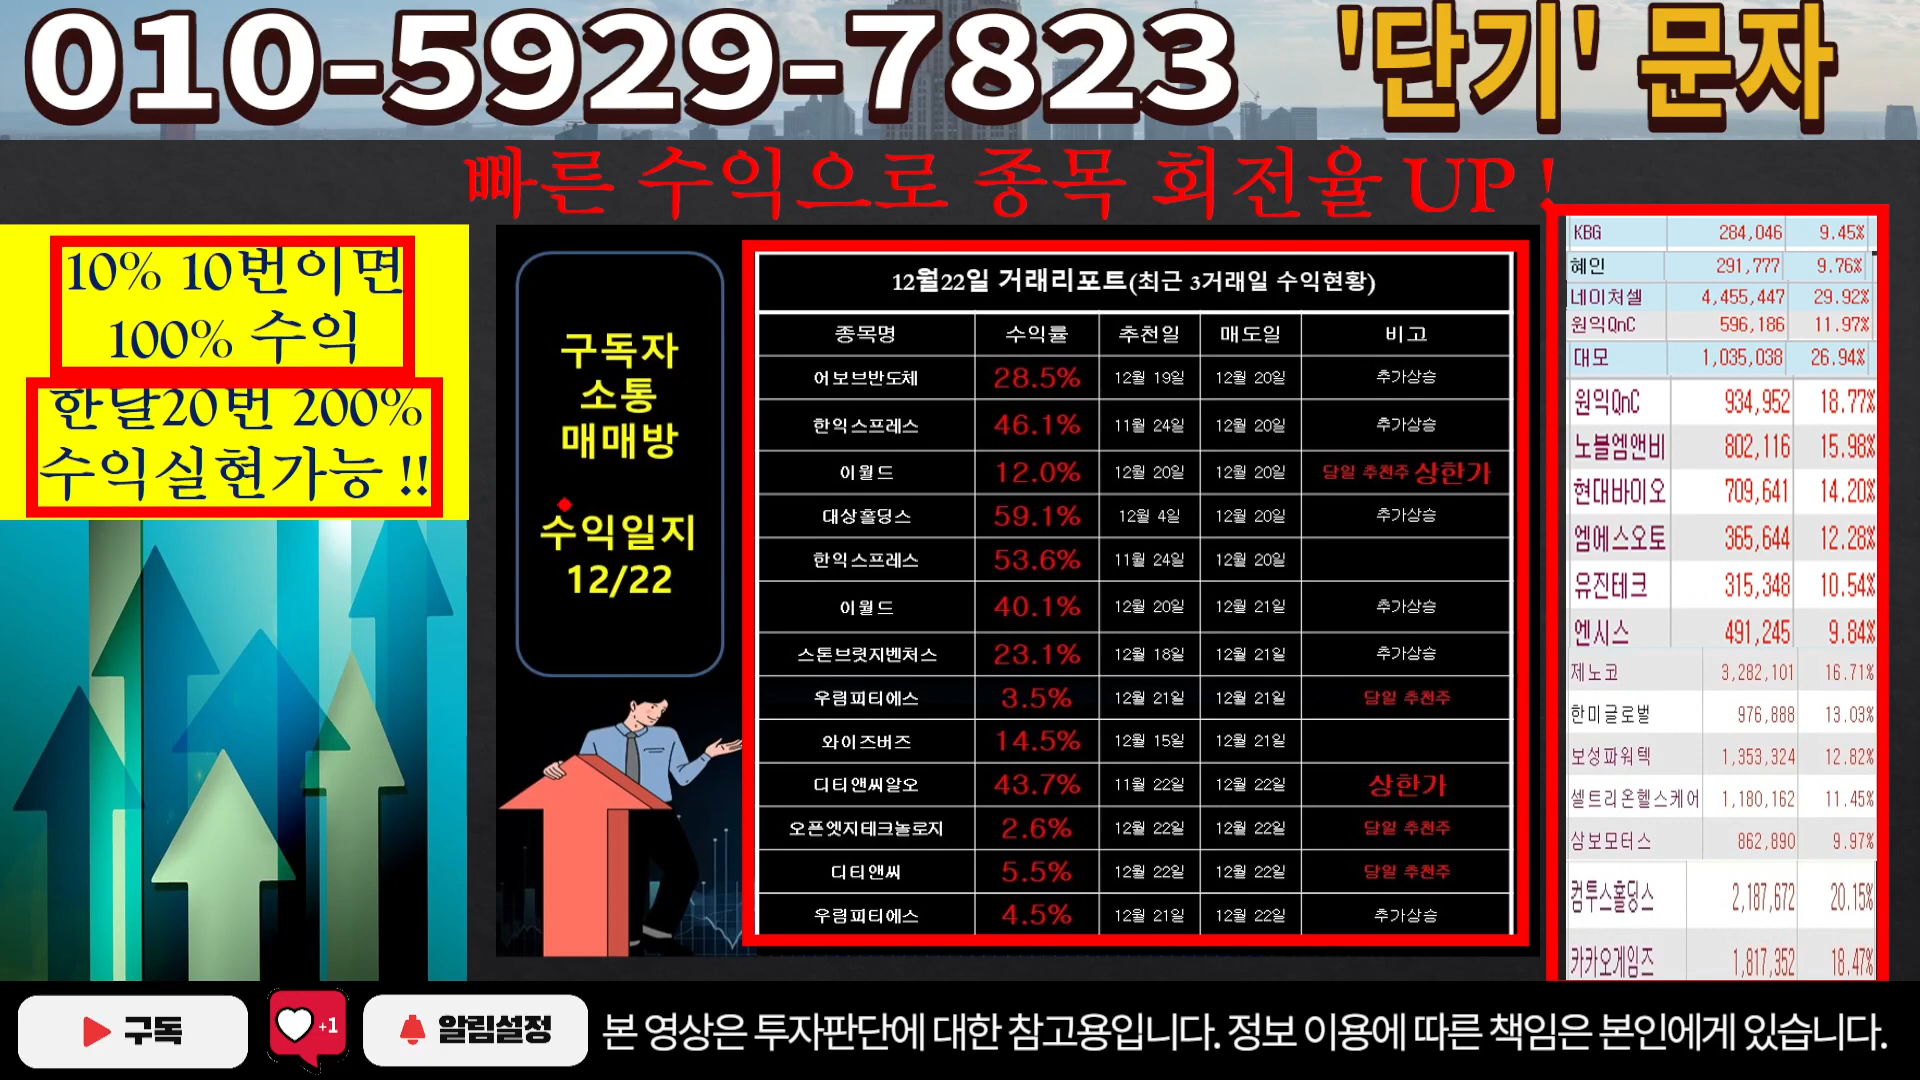 010-5929-7823 '단기' 문자
빠른 수익으로 종목 회전율 UP !
10% 10번이면
100% 수익
한달20번 200%
수익실현가능 !!
구독자
소통
매매방
수익일지
12/22
12월22일 거래리포트(최근 3거래일 수익현황)
종목명 수익률 추천일 매도일 비고
어보브반도체 28.5% 12월 19일 12월 20일 추가상승
한익스프레스 46.1% 11월 24일 12월 20일 추가상승
이월드 12.0% 12월 20일 12월 20일 당일 추천주 상한가
대상홀딩스 59.1% 12월 4일 12월 20일 추가상승
한익스프레스 53.6% 11월 24일 12월 20일
이월드 40.1% 12월 20일 12월 21일 추가상승
스톤브릿지벤처스 23.1% 12월 18일 12월 21일 추가상승
우림피티에스 3.5% 12월 21일 12월 21일 당일 추천주
와이즈버즈 14.5% 12월 15일 12월 21일
디티앤씨알오 43.7% 11월 22일 12월 22일 상한가
오픈엣지테크놀로지 2.6% 12월 22일 12월 22일 당일 추천주
디티앤씨 5.5% 12월 22일 12월 22일 당일 추천주
우림피티에스 4.5% 12월 21일 12월 22일 추가상승
KBG 284,046 9.45%
혜인 291,777 9.76%
네이처셀 4,455,447 29.92%
원익QnC 596,186 11.97%
대모 1,035,038 26.94%
원익QnC 934,952 18.77%
노블엠앤비 802,116 15.98%
현대바이오 709,641 14.20%
엠에스오토 365,644 12.28%
유진테크 315,348 10.54%
엔시스 491,245 9.84%
제노코 3,282,101 16.71%
한미글로벌 976,888 13.03%
보성파워텍 1,353,324 12.82%
셀트리온헬스케어 1,180,162 11.45%
상보모터스 862,890 9.97%
컴투스홀딩스 2,187,672 20.15%
카카오게임즈 1,817,352 18.47%
구독 +1 알림설정 본 영상은 투자판단에 대한 참고용입니다. 정보 이용에 따른 책임은 본인에게 있습니다.